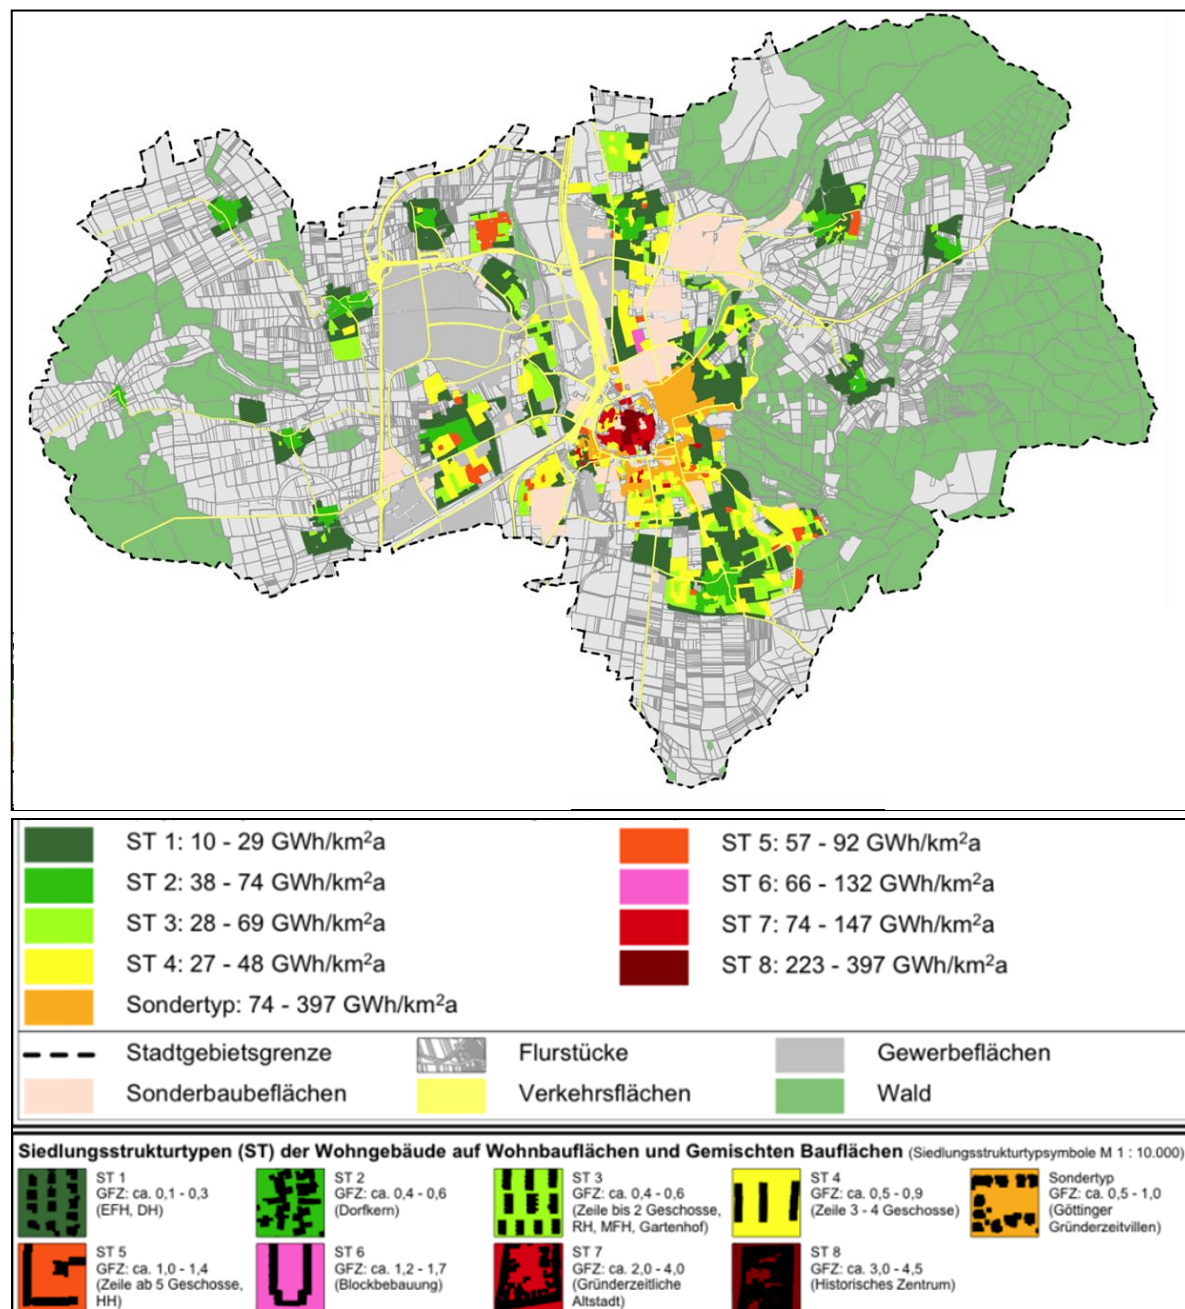 ST 1: 10 - 29 GWh/km²a
ST 5: 57 - 92 GWh/km²a
ST 2: 38 - 74 GWh/km²a
ST 6: 66 - 132 GWh/km²a
ST 3: 28 - 69 GWh/km²a
ST 7: 74 - 147 GWh/km²a
ST 4: 27 - 48 GWh/km²a
ST 8: 223 - 397 GWh/km²a
Sondertyp: 74 - 397 GWh/km²a
Stadtgebietsgrenze
Flurstücke
Gewerbeflächen
Sonderbaubeflächen
Verkehrsflächen
Wald
Siedlungsstrukturtypen (ST) der Wohngebäude auf Wohnbauflächen und Gemischten Bauflächen (Siedlungsstrukturtypsymbole M 1 : 10.000)
ST 1
GFZ: ca. 0,1 - 0,3
(EFH, DH)
ST 2
GFZ: ca. 0,4 - 0,6
(Dorfkern)
ST 3
GFZ: ca. 0,4 - 0,6
(Zeile bis 2 Geschosse,
RH, MFH, Gartenhof)
ST 4
GFZ: ca. 0,5 - 0,9
(Zeile 3 - 4 Geschosse)
Sondertyp
GFZ: ca. 0,5 - 1,0
(Göttinger
Gründerzeitvillen)
ST 5
GFZ: ca. 1,0 - 1,4
(Zeile ab 5 Geschosse,
HH)
ST 6
GFZ: ca. 1,2 - 1,7
(Blockbebauung)
ST 7
GFZ: ca. 2,0 - 4,0
(Gründerzeitliche
Altstadt)
ST 8
GFZ: ca. 3,0 - 4,5
(Historisches Zentrum)